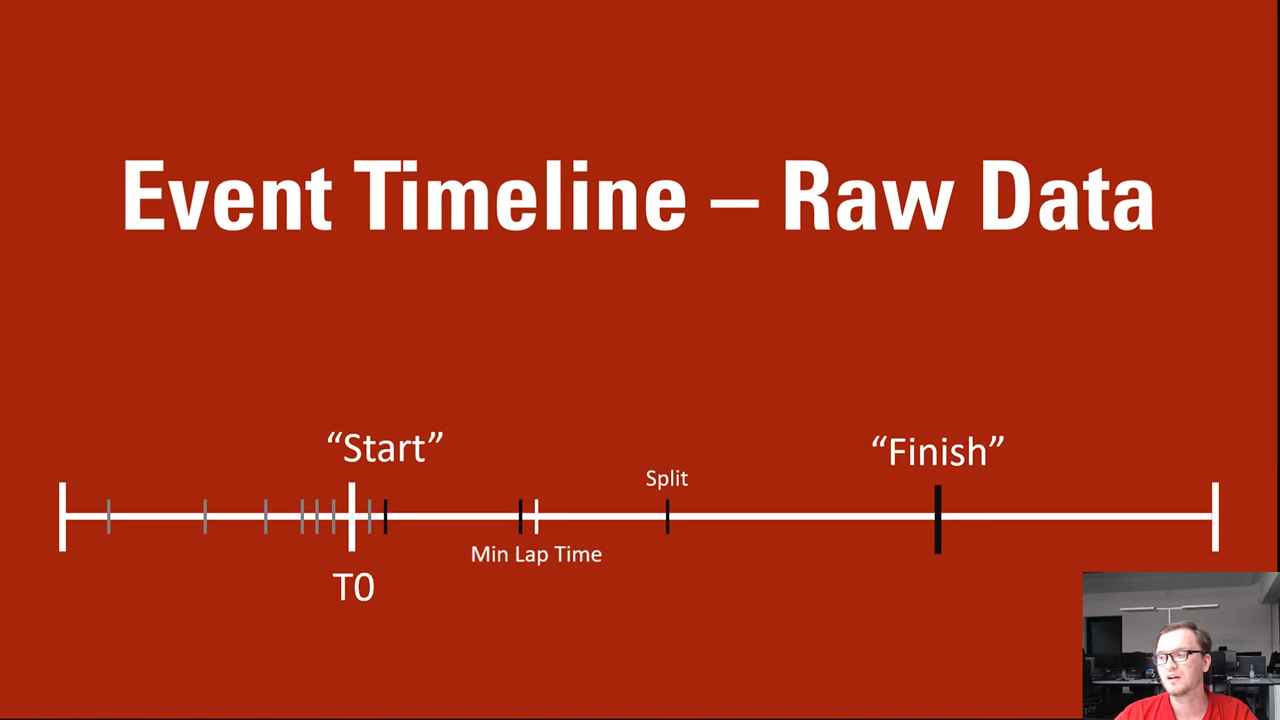 Event Timeline – Raw Data
“Start”
“Finish”
Split
Min Lap Time
T0